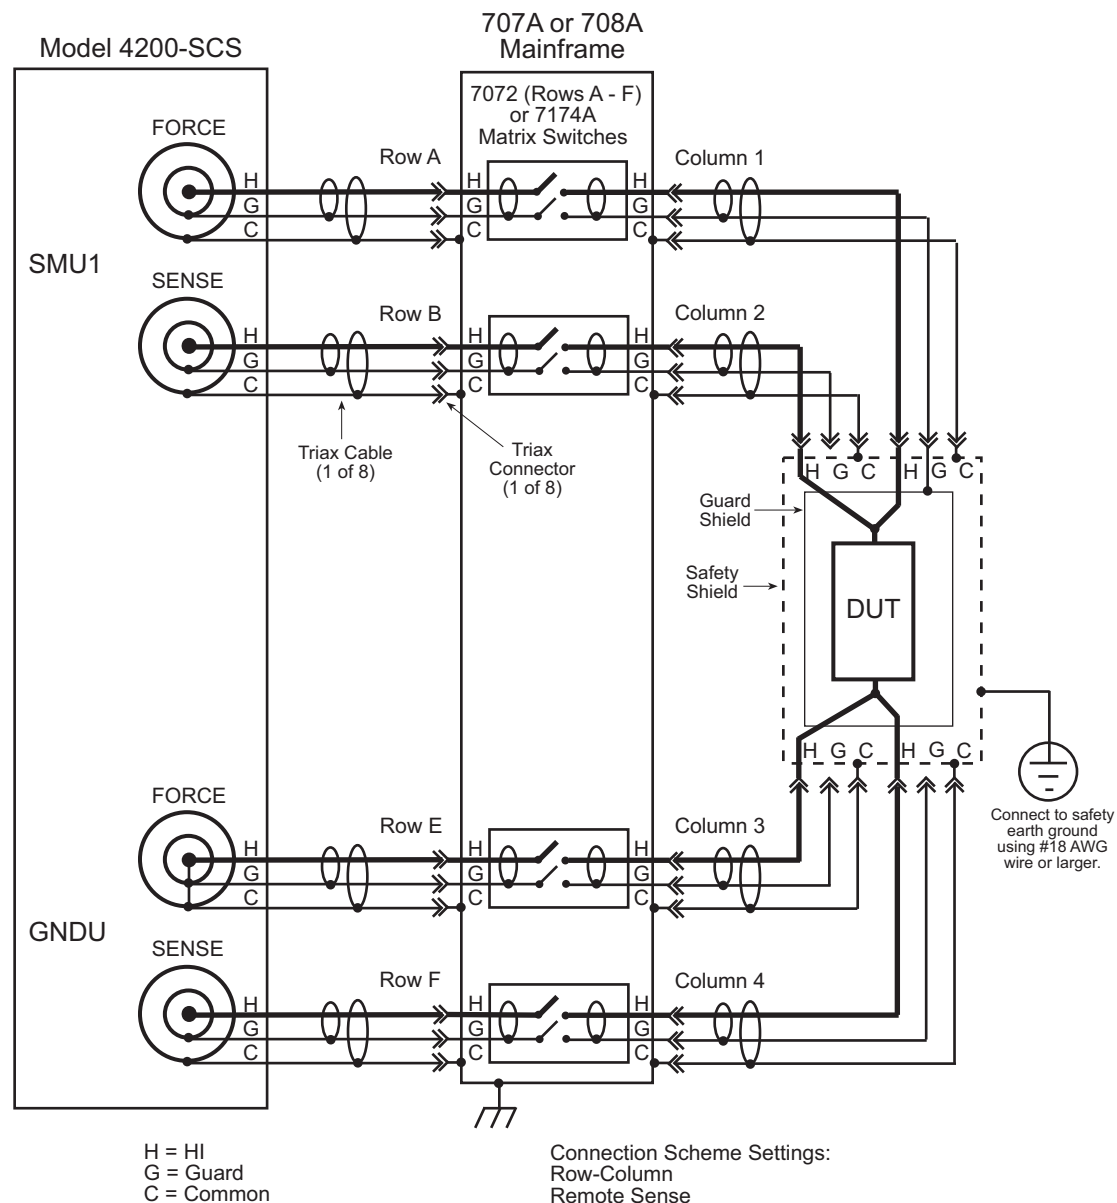 707A or 708A
Mainframe
Model 4200-SCS
7072 (Rows A - F)
or 7174A
Matrix Switches
FORCE
Row A
Column 1
H
G
C
H
G
C
H
G
C
SMU1
SENSE
Row B
Column 2
H
G
C
H
G
C
H
G
C
Triax Cable
(1 of 8)
Triax
Connector
(1 of 8)
H G C H G C
Guard
Shield
Safety
Shield
DUT
H G C H G C
Connect to safety
earth ground
using #18 AWG
wire or larger.
FORCE
Row E
Column 3
H
G
C
H
G
C
H
G
C
GNDU
SENSE
Row F
Column 4
H
G
C
H
G
C
H
G
C
H = HI
G = Guard
C = Common
Connection Scheme Settings:
Row-Column
Remote Sense